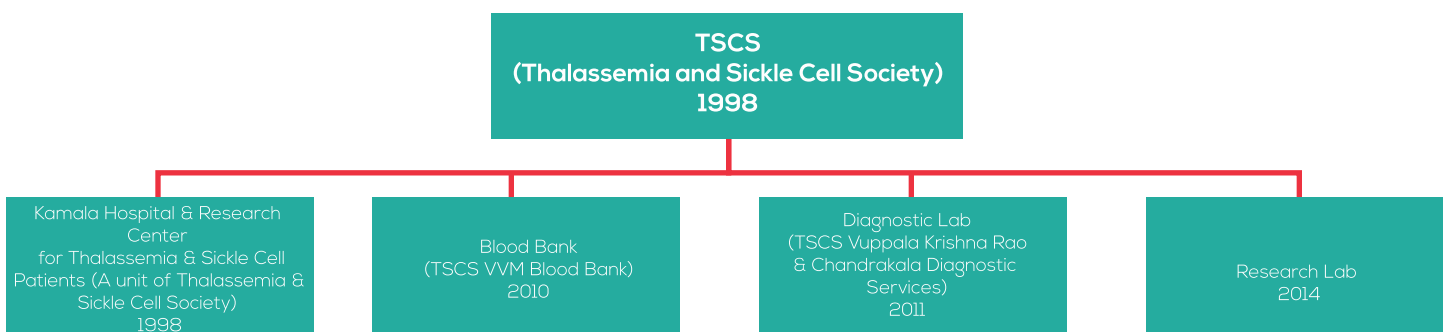 TSCS
(Thalassemia and Sickle Cell Society)
1998
Kamala Hospital & Research
Center
for Thalassemia & Sickle Cell
Patients (A unit of Thalassemia &
Sickle Cell Society)
1998
Blood Bank
(TSCS VVM Blood Bank)
2010
Diagnostic Lab
(TSCS Vuppala Krishna Rao
& Chandrakala Diagnostic
Services)
2011
Research Lab
2014